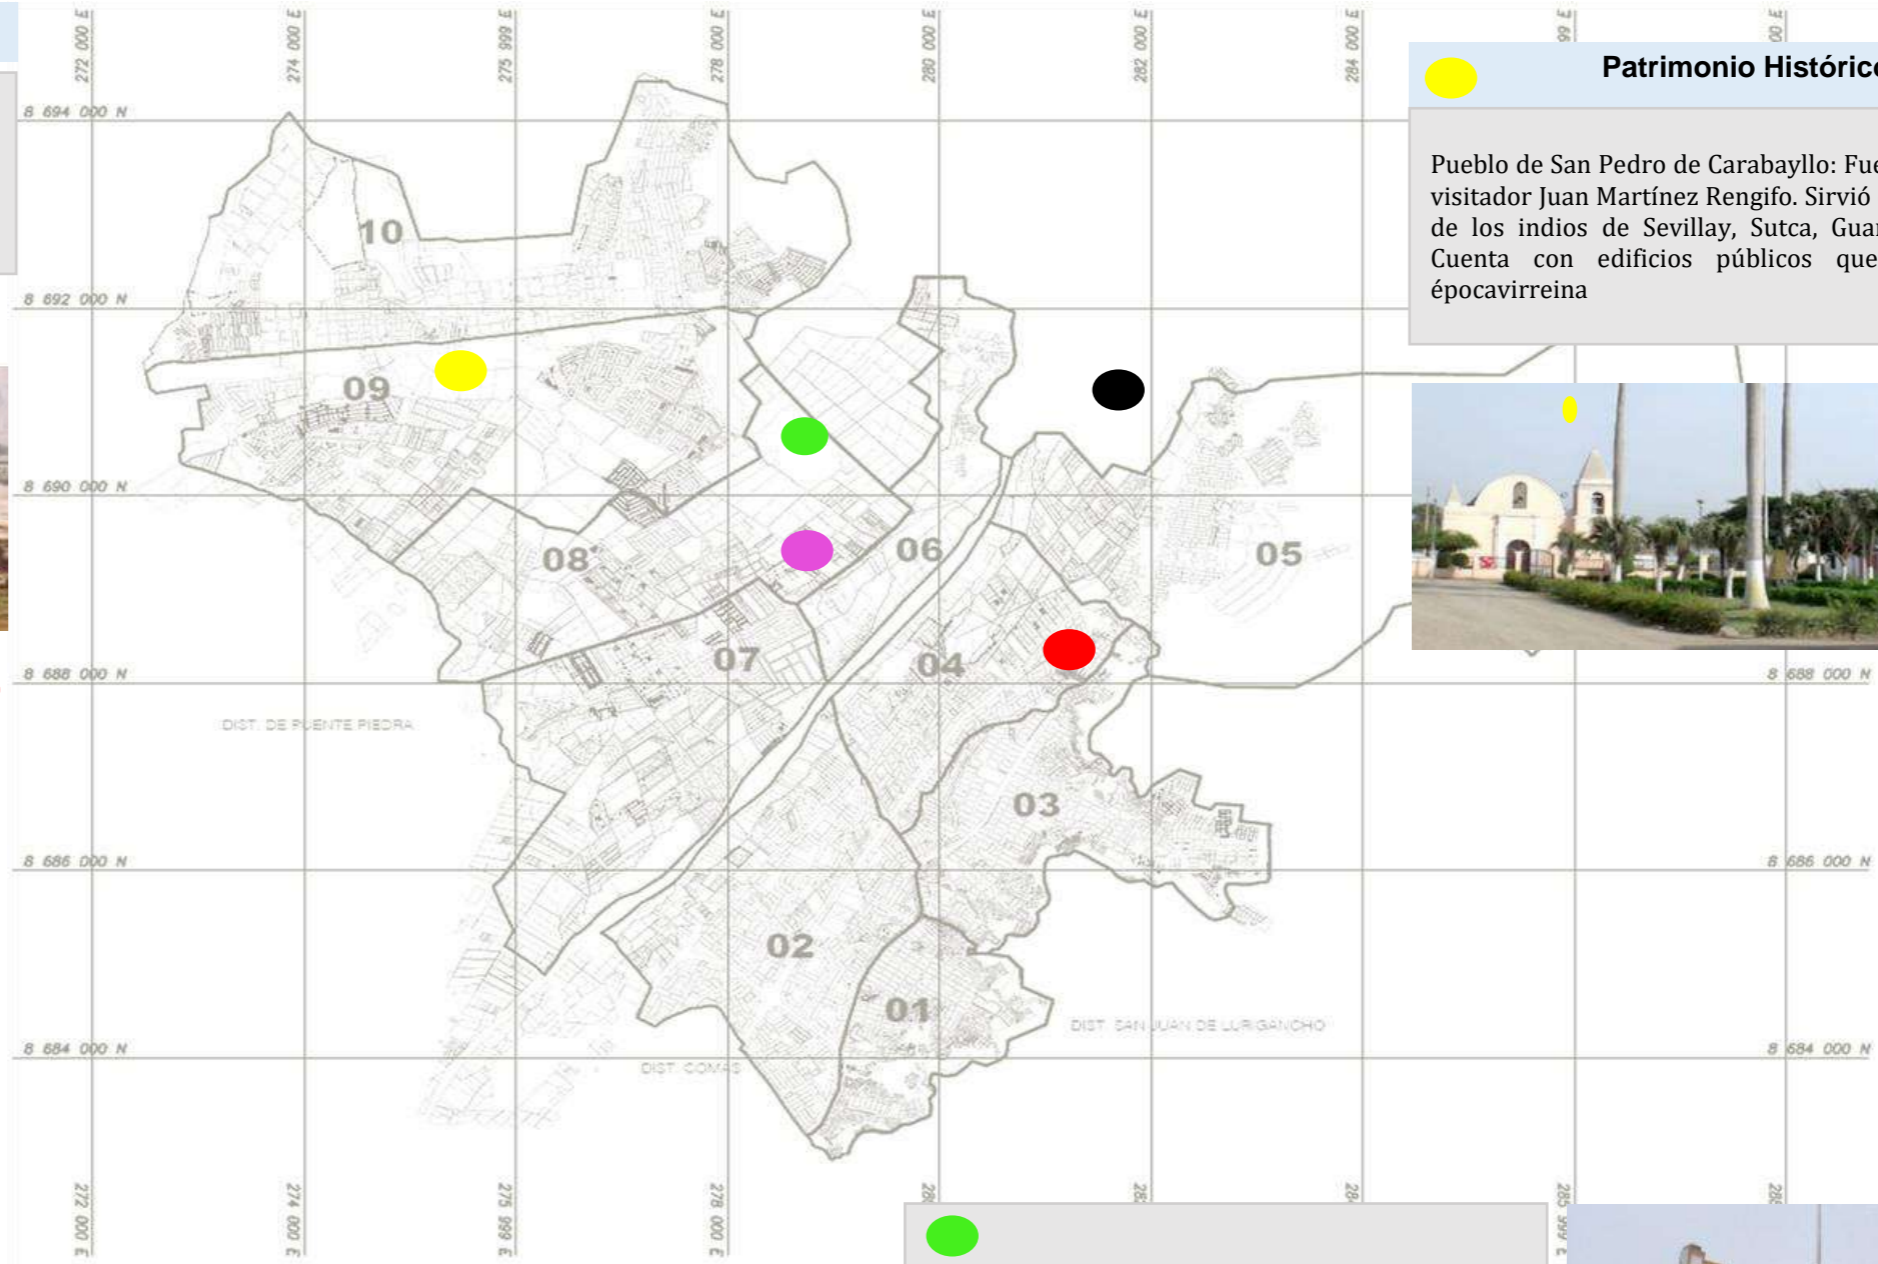 272 000 E
274 000 E
275 999 E
278 000 E
280 000 E
282 000 E
284 000 E
Patrimonio Históric
Pueblo de San Pedro de Carabayllo: Fue
visitador Juan Martínez Rengifo. Sirvió
de los indios de Sevillay, Sutca, Guar
Cuenta con edificios públicos que
épocavirreina
8 694 000 N
10
8 692 000 N
09
8 690 000 N
08
06
05
07
04
8 688 000 N
8 688 000 N
DIST. DE PUENTE PIEDRA
03
8 686 000 N
8 686 000 N
02
01
DIST. SAN JUAN DE LURIGANCHO
8 684 000 N
8 684 000 N
DIST. COMAS
272 000 E
274 000 E
275 999 E
278 000 E